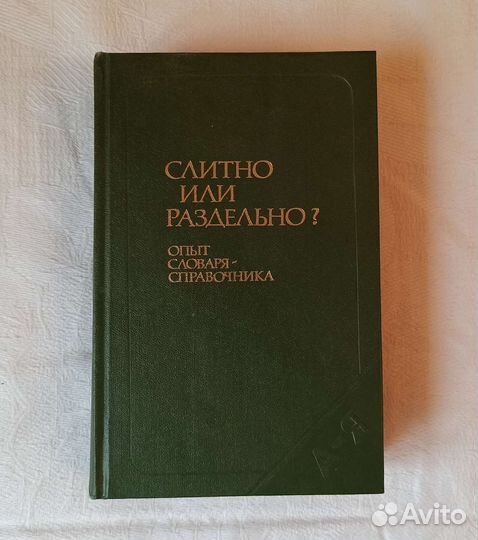 СЛИТНО
ИЛИ
РАЗДЕЛЬНО?
ОПЫТ
СЛОВАРЯ-
СПРАВОЧНИКА
А-Я
Avito